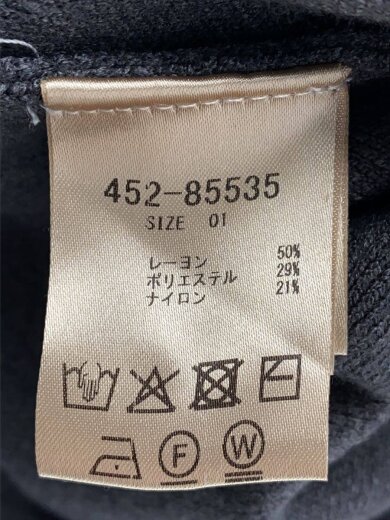 452-85535
SIZE 01
レーヨン 50%
ポリエステル 29%
ナイロン 21%
F W